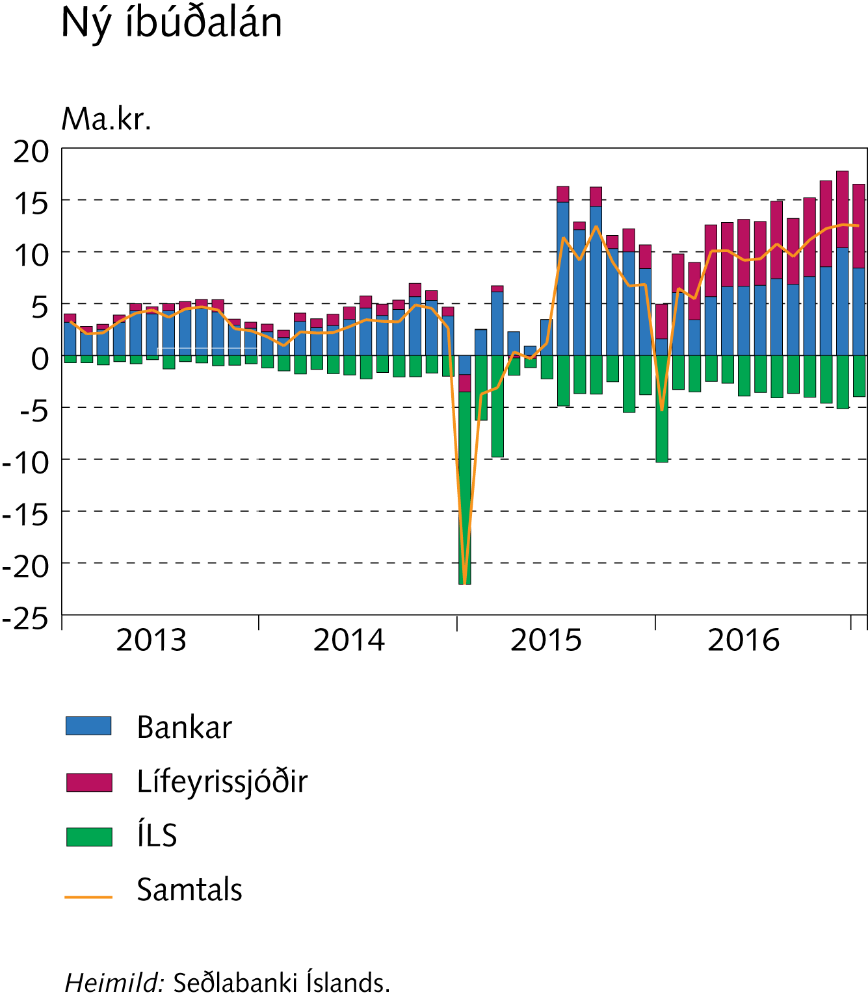 Ný íbúðalán
Ma.kr.
20
15
10
5
0
-5
-10
-15
-20
-25
2013 2014 2015 2016
Bankar
Lífeyrissjóðir
ÍLS
Samtals
Heimild: Seðlabanki Íslands.